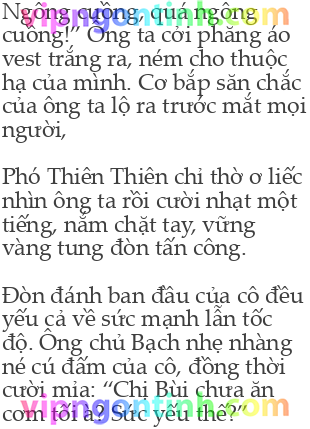 Ngông cuồng, quá ngông
cuồng!” Ông ta cởi phăng áo
vest trắng ra, ném cho thuộc
hạ của mình. Cơ bắp săn chắc
của ông ta lộ ra trước mắt mọi
người,
Phó Thiên Thiên chỉ thờ ơ liếc
nhìn ông ta rồi cười nhạt một
tiếng, nắm chặt tay, vững
vàng tung đòn tấn công.
Đòn đánh ban đầu của cô đều
yếu cả về sức mạnh lẫn tốc
độ. Ông chủ Bạch nhẹ nhàng
né cú đấm của cô, đồng thời
cười mỉa: “Chị Bùi chưa ăn
cơm tối à? Sức yếu thế?”
vipngontinh.com
vipngontinh.com